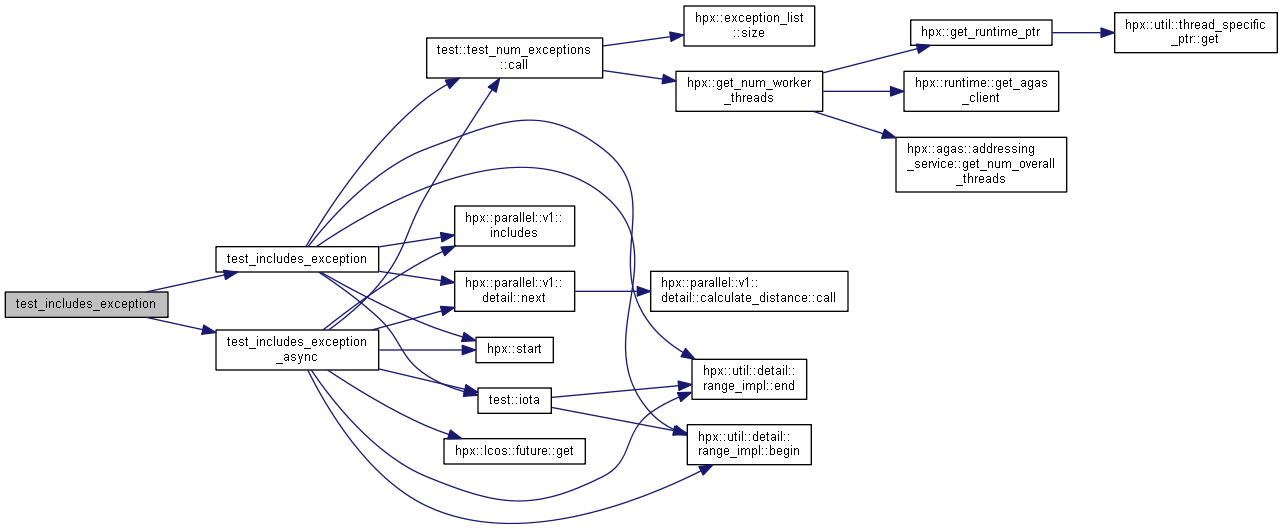 test_includes_exception
test_includes_exception
test_includes_exception
_async
test::test_num_exceptions
::call
hpx::parallel::v1::
includes
hpx::parallel::v1::
detail::next
hpx::start
test::iota
hpx::lcos::future::get
hpx::exception_list
::size
hpx::get_num_worker
_threads
hpx::parallel::v1::
detail::calculate_distance::call
hpx::util::detail::
range_impl::end
hpx::util::detail::
range_impl::begin
hpx::get_runtime_ptr
hpx::runtime::get_agas
_client
hpx::agas::addressing
_service::get_num_overall
_threads
hpx::util::thread_specific
_ptr::get